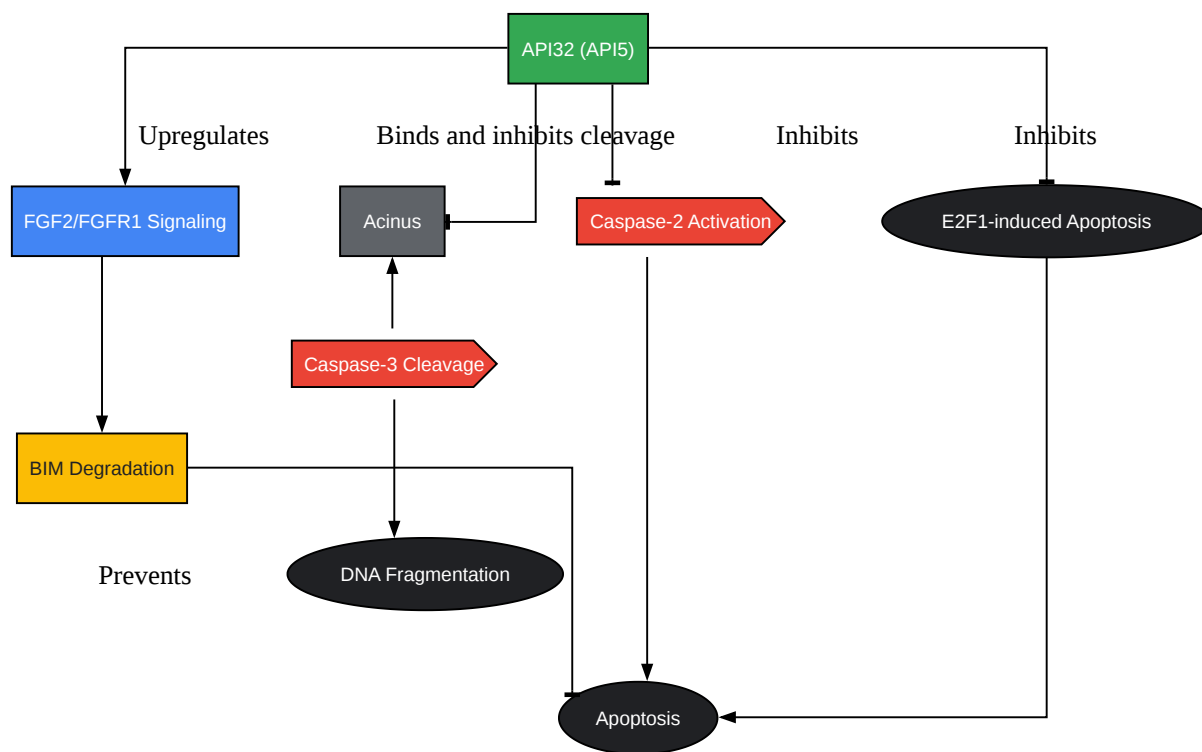 API32 (API5)
Upregulates
Binds and inhibits cleavage
Inhibits
Inhibits
FGF2/FGFR1 Signaling
Acinus
Caspase-2 Activation
E2F1-induced Apoptosis
Caspase-3 Cleavage
BIM Degradation
Prevents
DNA Fragmentation
Apoptosis